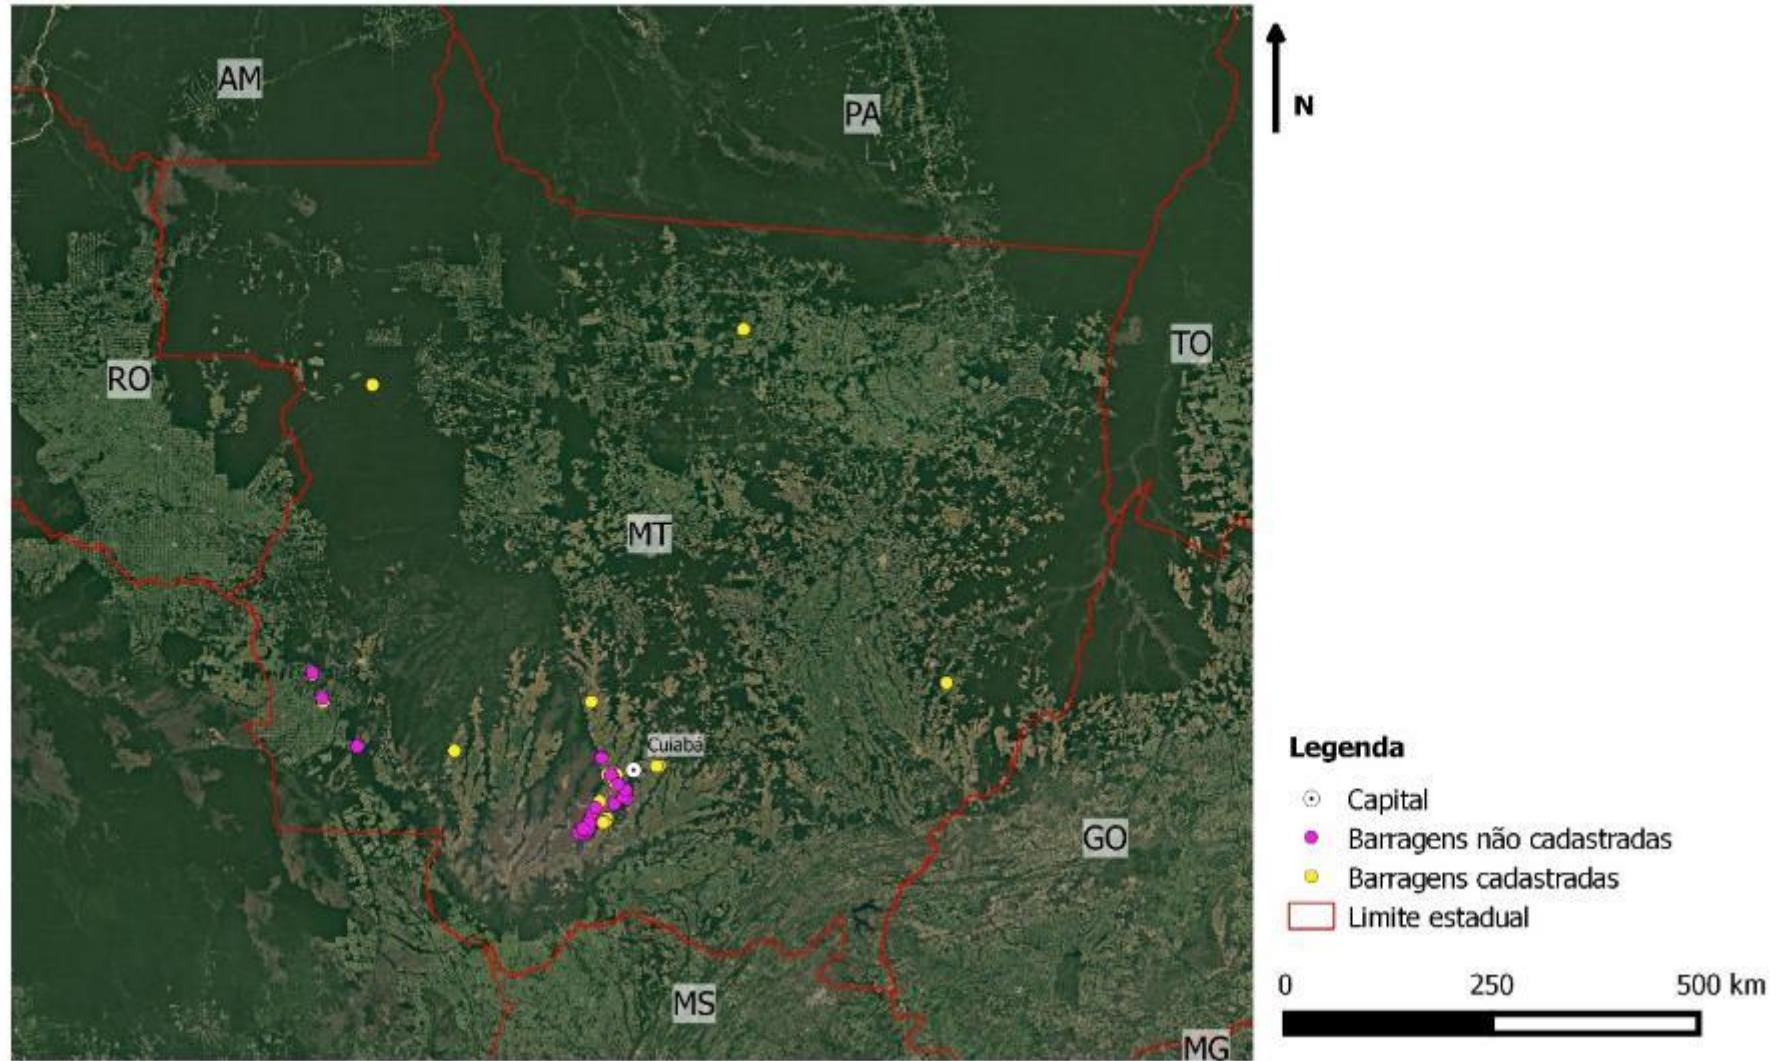 AM
PA
N
TO
RO
MT
Cuiabá
GO
MS
MG
Legenda
Capital
Barragens não cadastradas
Barragens cadastradas
Limite estadual
0 250 500 km